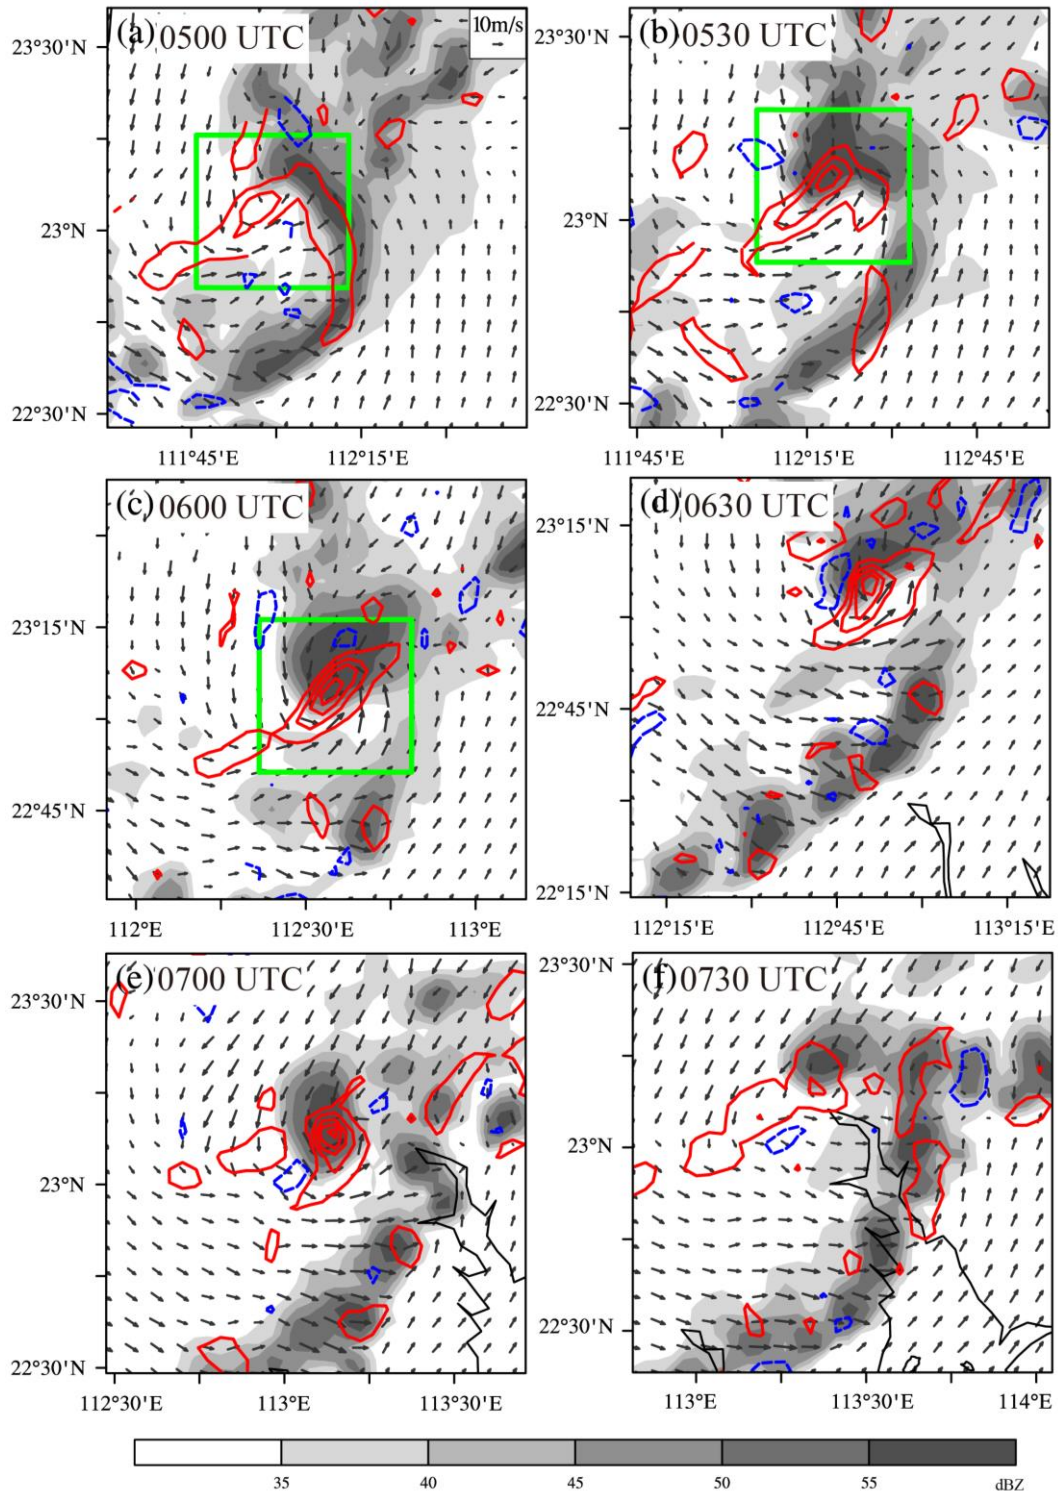 (a) 0500 UTC
10m/s
23°30'N
23°N
22°30'N
111°45'E 112°15'E
(b) 0530 UTC
23°30'N
23°N
22°30'N
111°45'E 112°15'E 112°45'E
(c) 0600 UTC
23°15'N
22°45'N
112°E 112°30'E 113°E
(d) 0630 UTC
23°15'N
22°45'N
22°15'N
112°15'E 112°45'E 113°15'E
(e) 0700 UTC
23°30'N
23°N
22°30'N
112°30'E 113°E 113°30'E
(f) 0730 UTC
23°30'N
23°N
22°30'N
113°E 113°30'E 114°E
35 40 45 50 55 dBZ